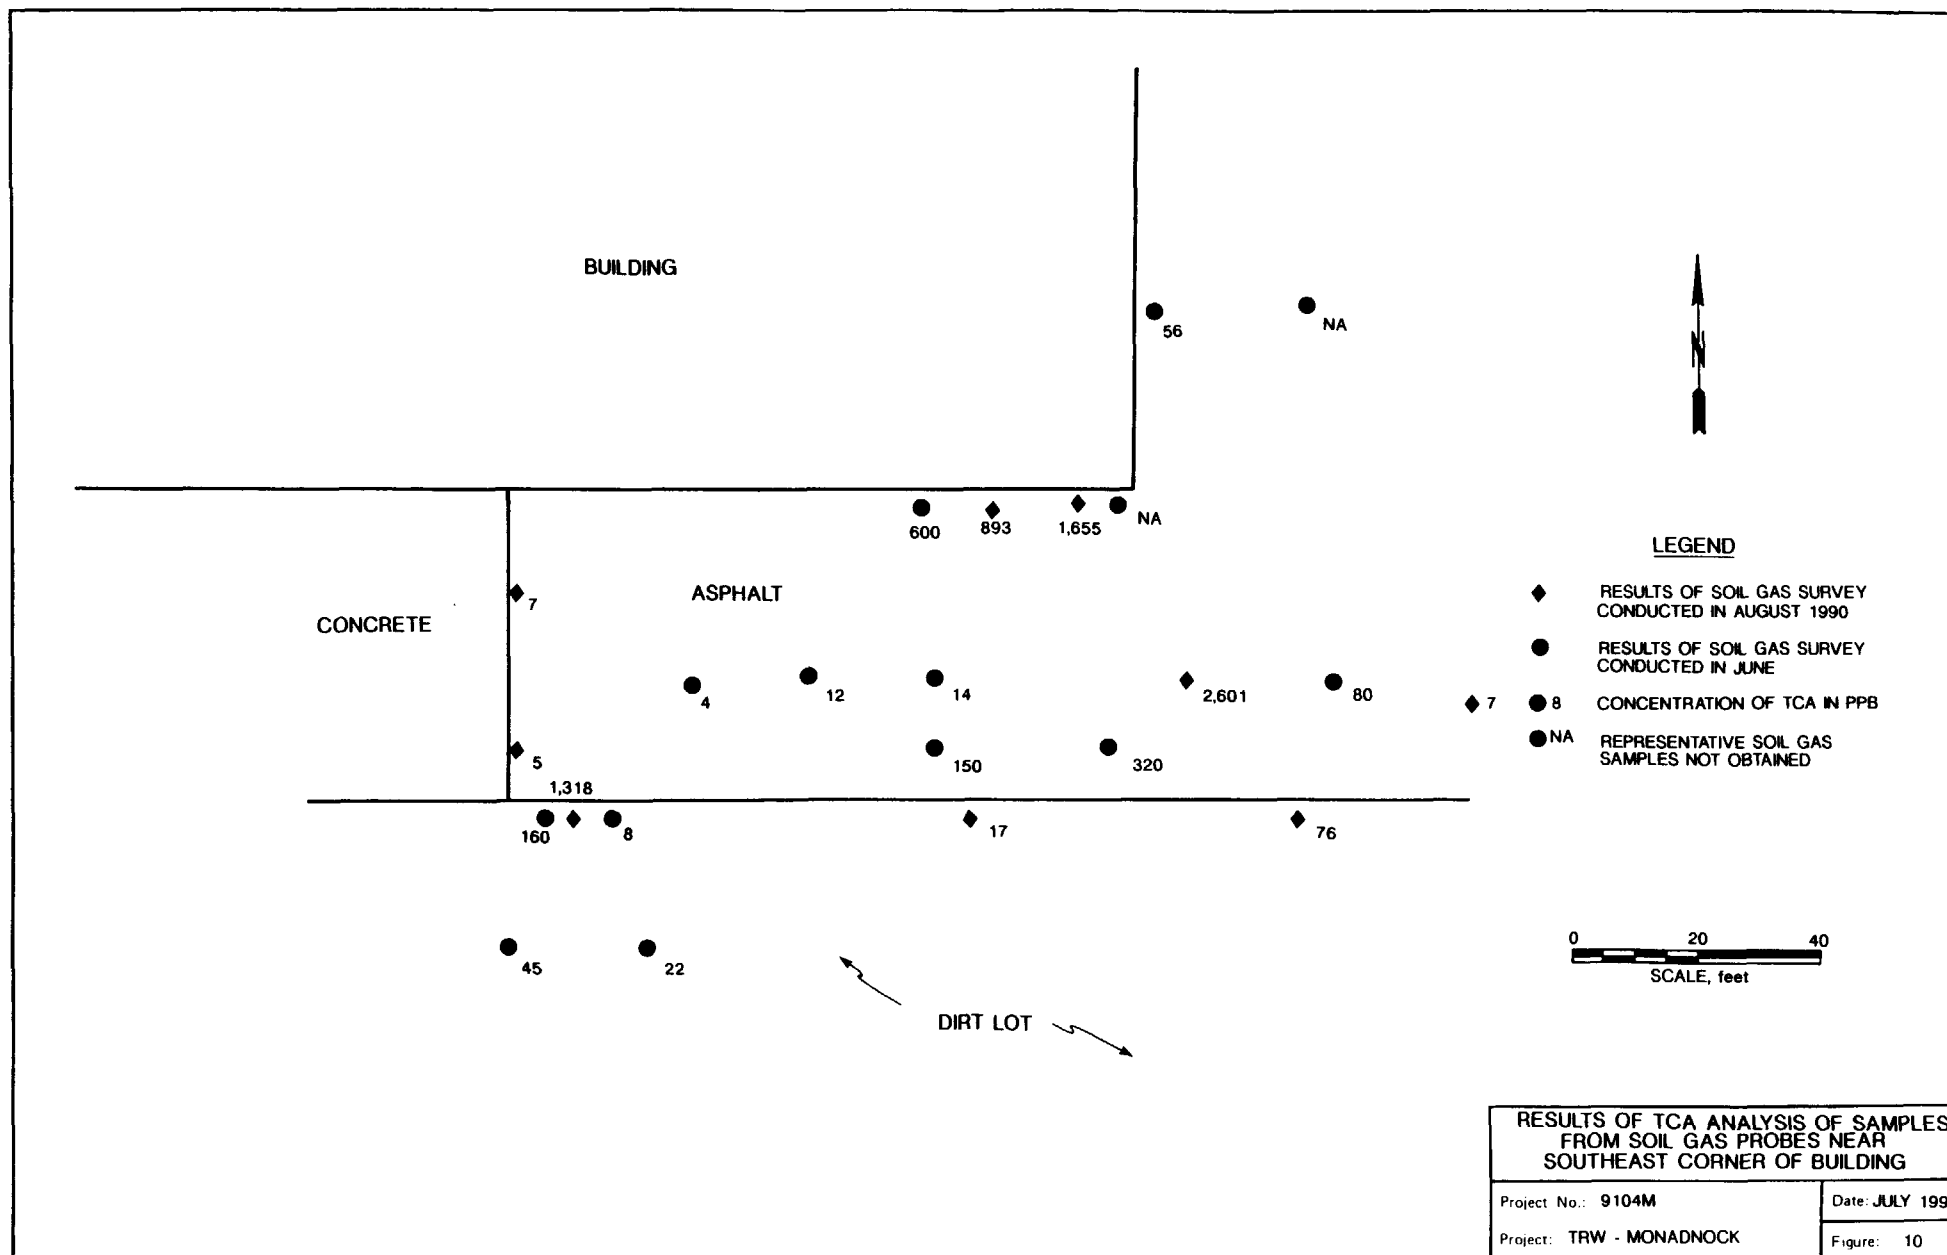 BUILDING
56
NA
N
600
893
1,655
NA
LEGEND
7
ASPHALT
CONCRETE
RESULTS OF SOIL GAS SURVEY
CONDUCTED IN AUGUST 1990
RESULTS OF SOIL GAS SURVEY
CONDUCTED IN JUNE
4
12
14
2,601
80
7
8 CONCENTRATION OF TCA IN PPB
NA REPRESENTATIVE SOIL GAS
SAMPLES NOT OBTAINED
5
150
320
1,318
160
8
17
76
45
22
0 20 40
SCALE, feet
DIRT LOT
RESULTS OF TCA ANALYSIS OF SAMPLES
FROM SOIL GAS PROBES NEAR
SOUTHEAST CORNER OF BUILDING
Project No.: 9104M
Date: JULY 199
Project: TRW - MONADNOCK
Figure: 10